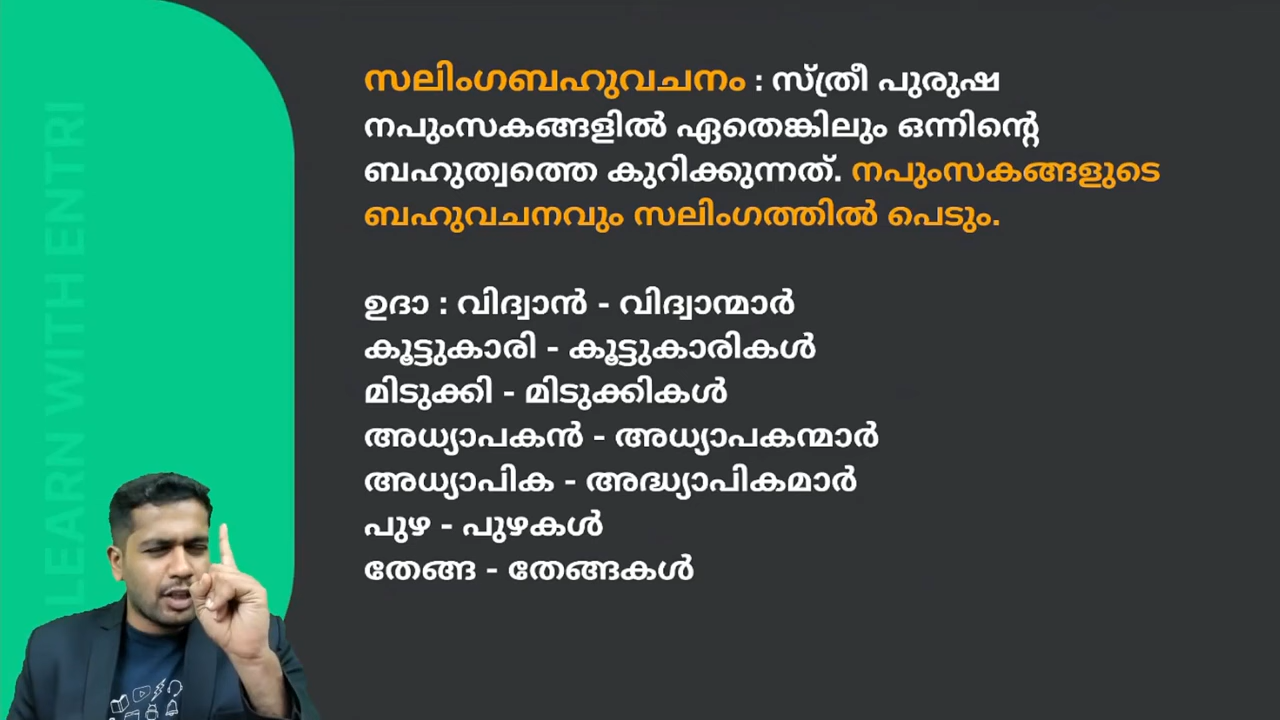 LEARN WITH ENTRI
സലിംഗബഹുവചനം : സ്ത്രീ പുരുഷ
നപുംസകങ്ങളിൽ ഏതെങ്കിലും ഒന്നിന്റെ
ബഹുത്വത്തെ കുറിക്കുന്നത്. നപുംസകങ്ങളുടെ
ബഹുവചനവും സലിംഗത്തിൽ പെടും.
ഉദാ : വിദ്വാൻ - വിദ്വാന്മാർ
കൂട്ടുകാരി - കൂട്ടുകാരികൾ
മിടുക്കി - മിടുക്കികൾ
അധ്യാപകൻ - അധ്യാപകന്മാർ
അധ്യാപിക - അദ്ധ്യാപികമാർ
പുഴ - പുഴകൾ
തേങ്ങ - തേങ്ങകൾ